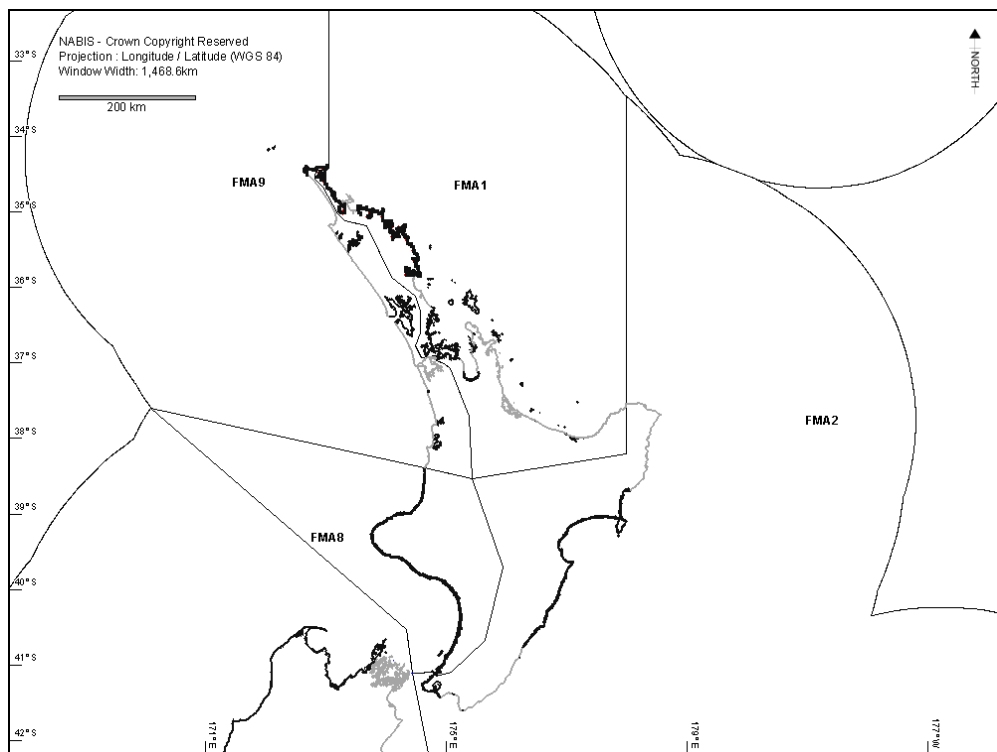 NABIS - Crown Copyright Reserved
Projection : Longitude / Latitude (WGS 84)
Window Width: 1,468.6km
200 km
NORTH
33° S
34° S
35° S
36° S
37° S
38° S
39° S
40° S
41° S
42° S
FMA9
FMA1
FMA2
FMA8
171° E
175° E
179° E
177° W